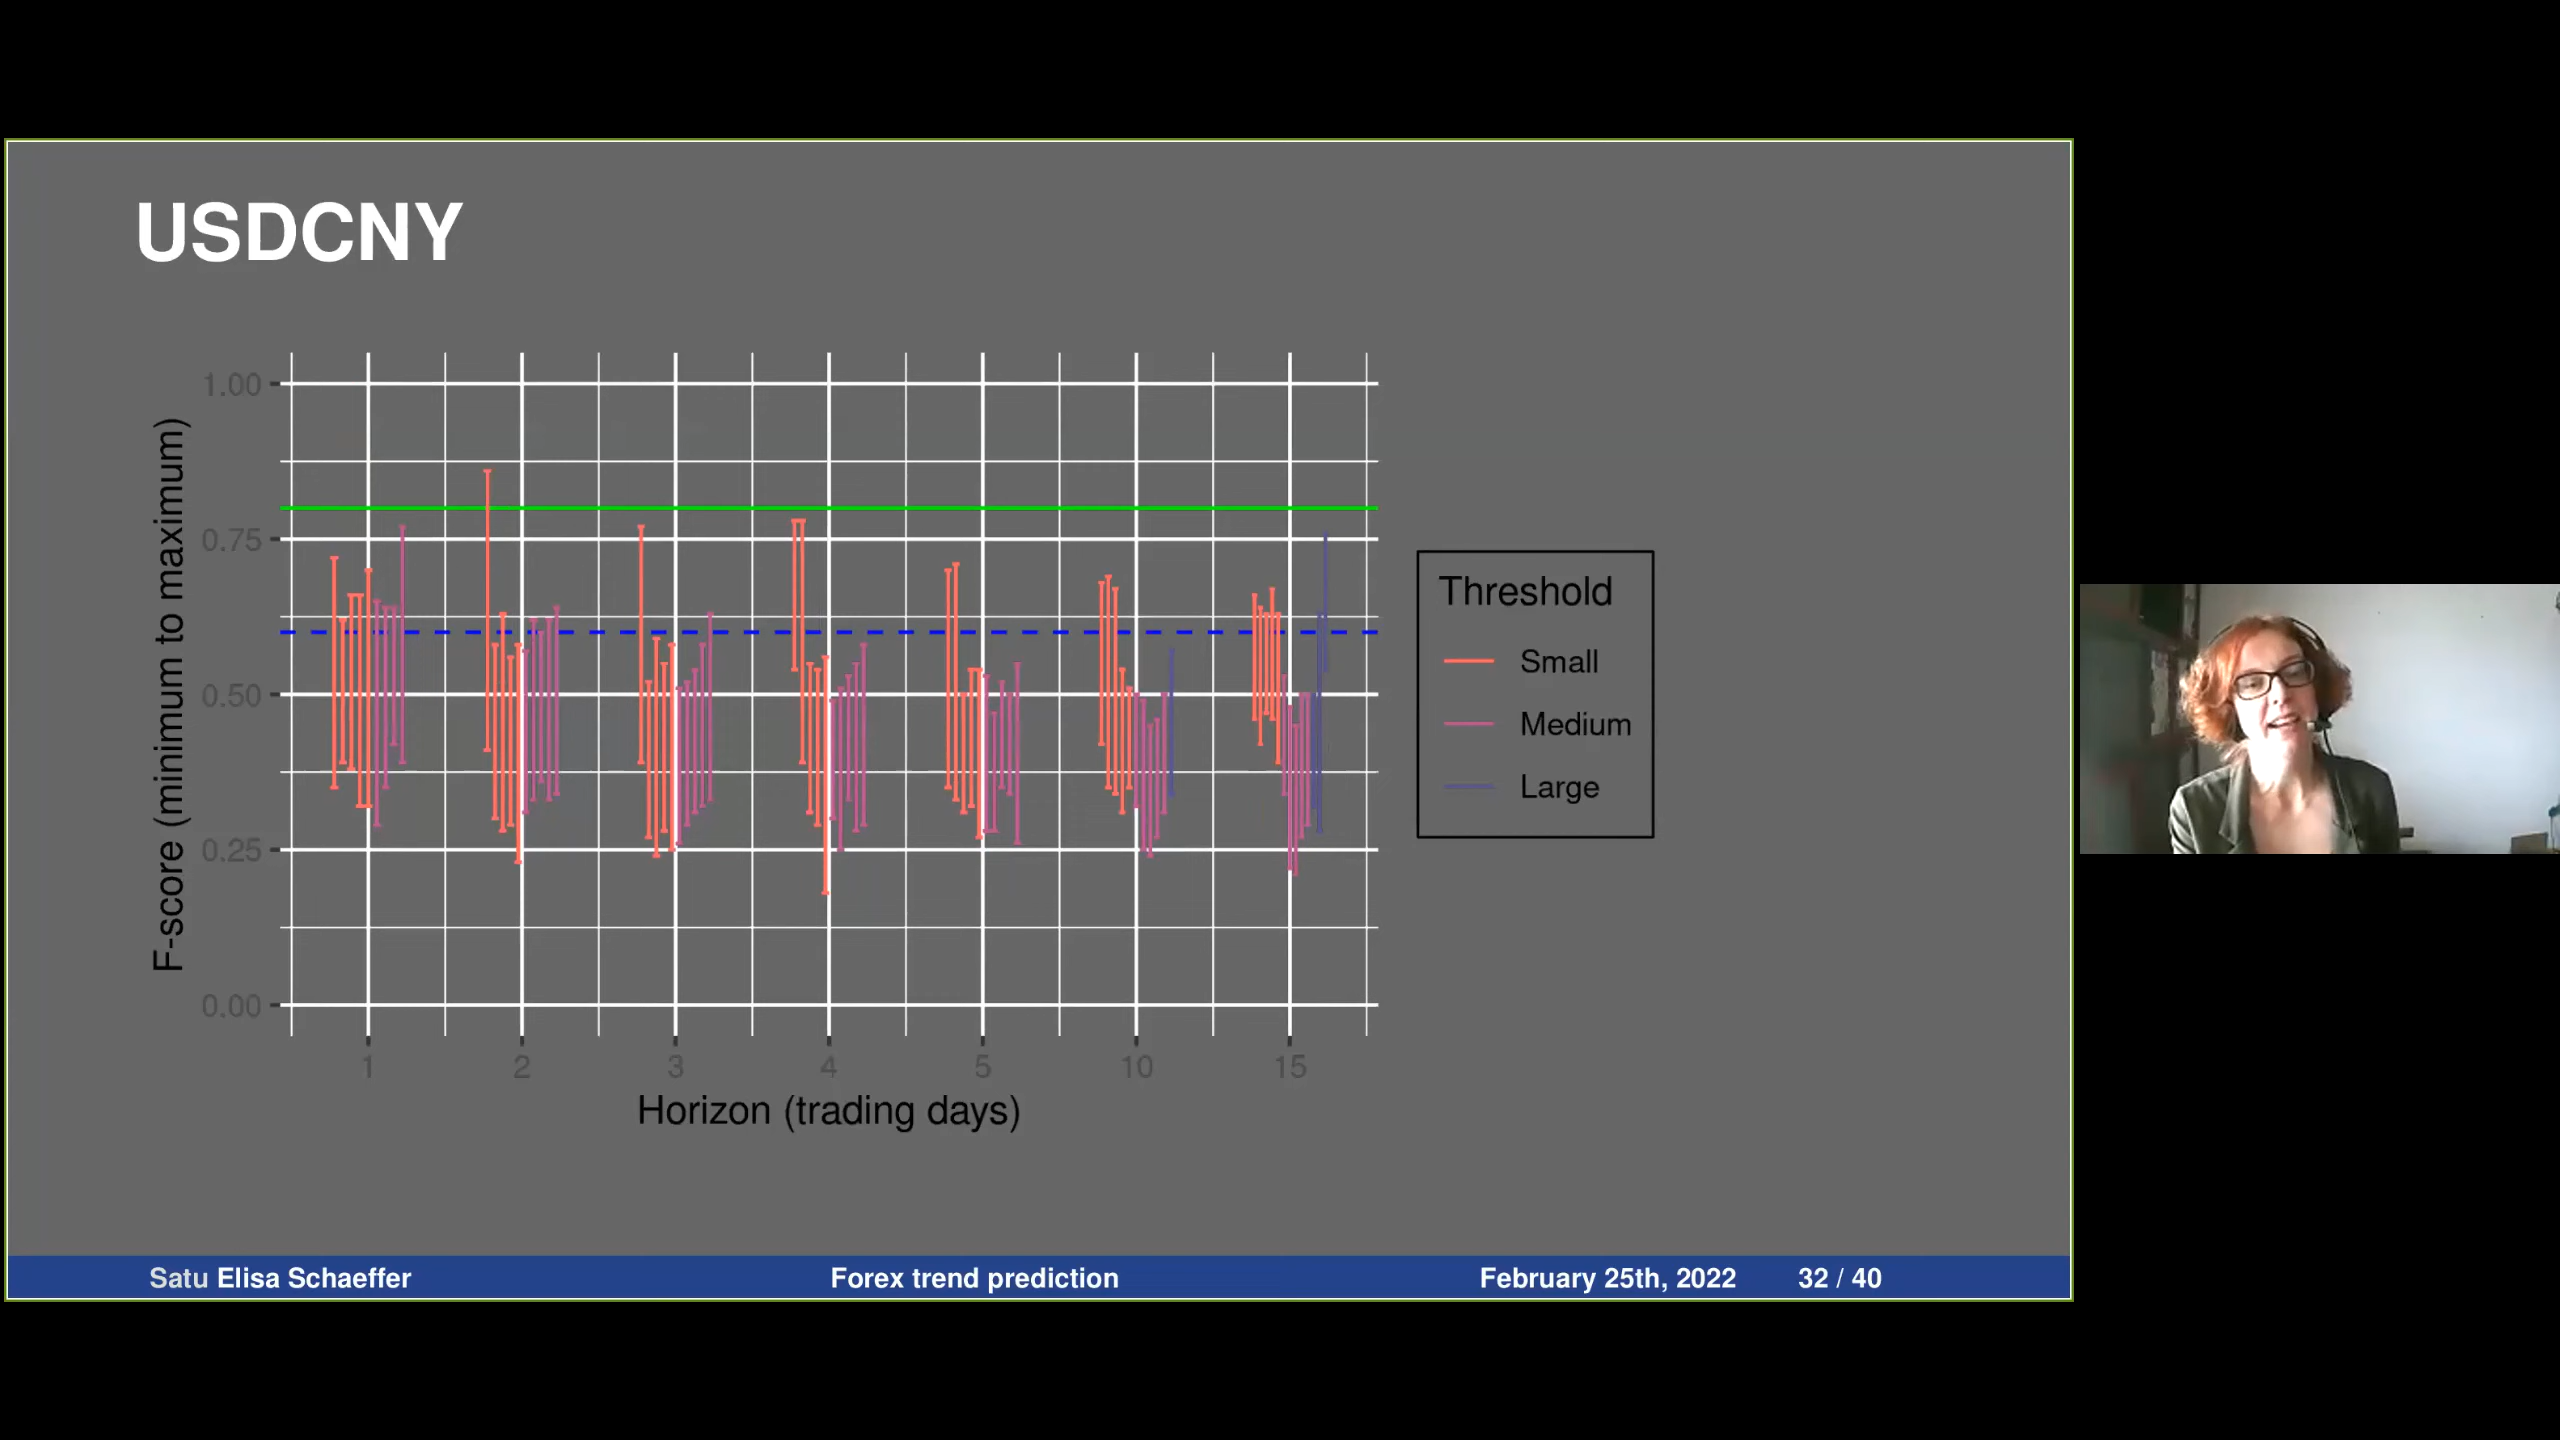 USDCNY
F-score (minimum to maximum)
1.00
0.75
0.50
0.25
0.00
1 2 3 4 5 10 15
Horizon (trading days)
Threshold
Small
Medium
Large
Satu Elisa Schaeffer Forex trend prediction February 25th, 2022 32 / 40